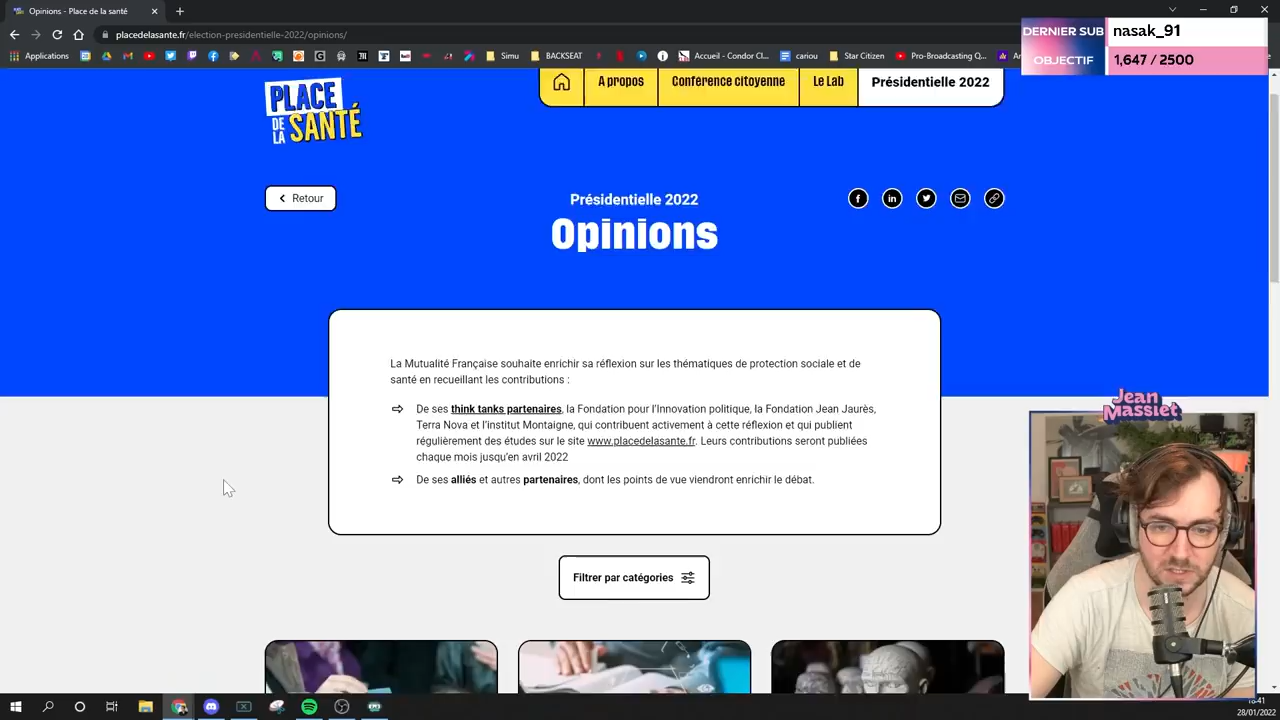 Opinions - Place de la santé
placedelasante.fr/election-presidentielle-2022/opinions/
Applications
Simu
BACKSEAT
Accueil - Condor Cl...
cariou
Star Citizen
Pro-Broadcasting Q...
DERNIER SUB
nasak_91
OBJECTIF
1,647 / 2500
PLACE
DE LA SANTÉ
A propos
Conférence citoyenne
Le Lab
Présidentielle 2022
Retour
Présidentielle 2022
Opinions
La Mutualité Française souhaite enrichir sa réflexion sur les thématiques de protection sociale et de
santé en recueillant les contributions :
De ses think tanks partenaires, la Fondation pour l'Innovation politique, la Fondation Jean Jaurès,
Terra Nova et l'institut Montaigne, qui contribuent activement à cette réflexion et qui publient
régulièrement des études sur le site www.placedelasante.fr. Leurs contributions seront publiées
chaque mois jusqu'en avril 2022
De ses alliés et autres partenaires, dont les points de vue viendront enrichir le débat.
Filtrer par catégories
Jean
Massiet
28/01/2022